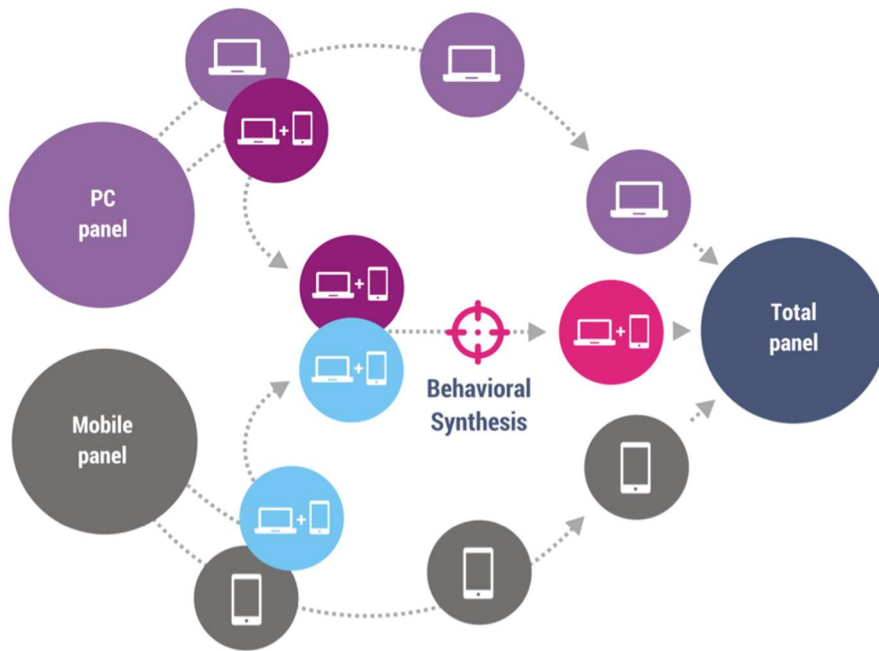 PC
panel
Total
panel
Behavioral
Synthesis
Mobile
panel